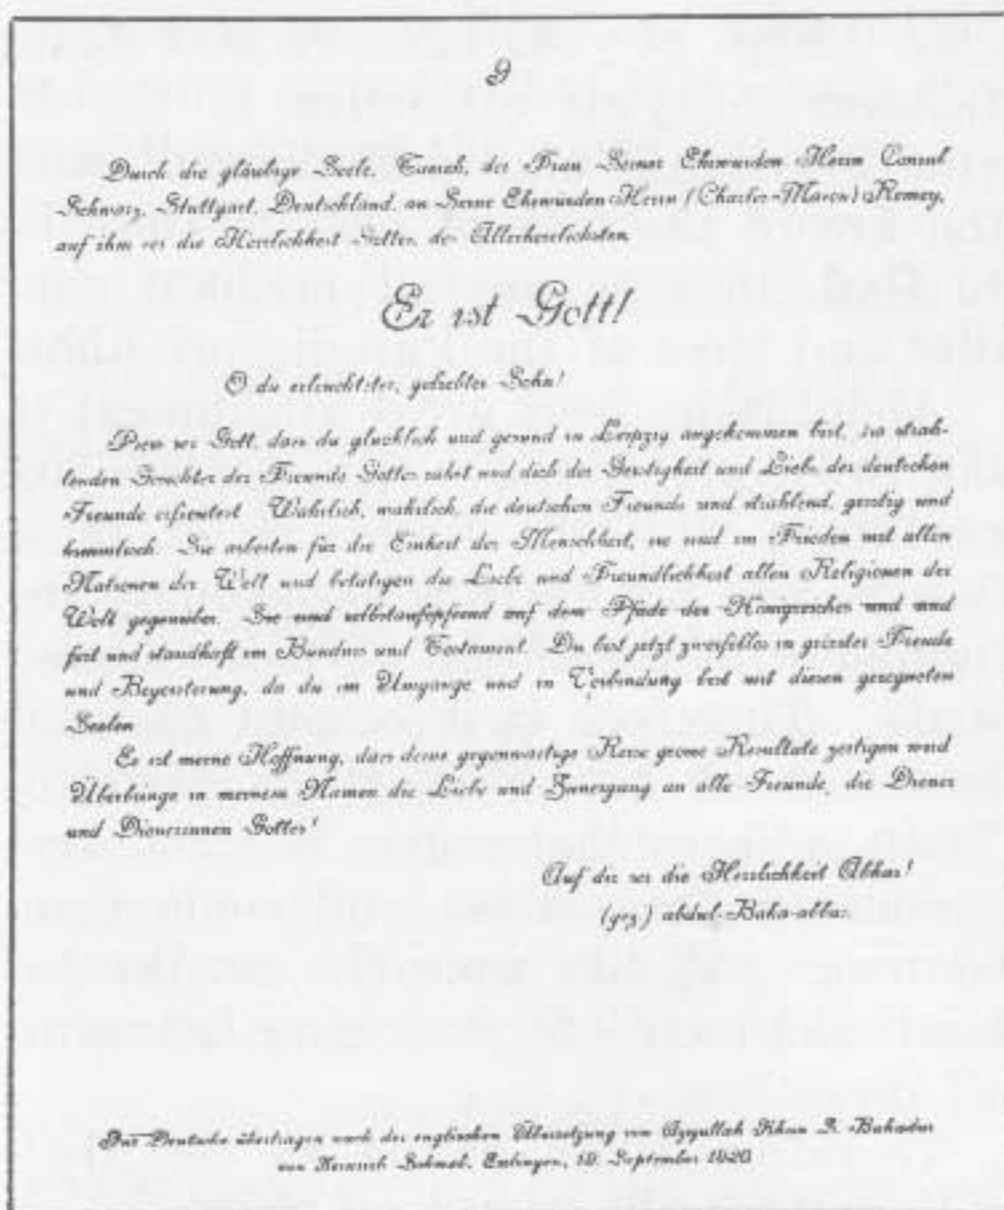 9
Durch die gläubige Seele, Tamah, der Frau Seiner Ehrwürden Herrn Consul
Schwarz, Stuttgart, Deutschland, an Seine Ehrwürden Herrn (Charles Mason) Remey,
auf ihm sei die Herrlichkeit Gottes, des Allerherrlichsten
Er ist Gott!
O du erleuchteter, geliebter Sohn!
Preis sei Gott, dass du glücklich und gesund in Leipzig angekommen bist, die strah-
lenden Gesichter der Freunde Gottes sahst und dich der Geistigkeit und Liebe der deutschen
Freunde erfreutest. Wahrlich, wahrlich, die deutschen Freunde sind strahlend, geistig und
himmlisch. Sie arbeiten für die Einheit der Menschheit, sie sind im Frieden mit allen
Nationen der Welt und betätigen die Liebe und Freundlichkeit allen Religionen der
Welt gegenüber. Sie sind selbstaufopfernd auf dem Pfade des Königreiches und sind
fest und standhaft im Bündnis und Testament. Du bist jetzt zweifellos in grösster Freude
und Begeisterung, da du im Umgange und in Verbindung bist mit diesen gesegneten
Seelen
Es ist meine Hoffnung, dass deine gegenwärtige Reise grosse Resultate zeitigen wird
Überbringe in meinem Namen die Liebe und Zuneigung an alle Freunde, die Diener
und Dienerinnen Gottes!
Auf dir sei die Herrlichkeit Abhas!
(gez.) abdul-Baha-abbas.
Ins Deutsche übertragen nach der englischen Übersetzung von Azizullah Khan S. Bahadur
von Heinrich Schwab, Esslingen, 18. September 1920